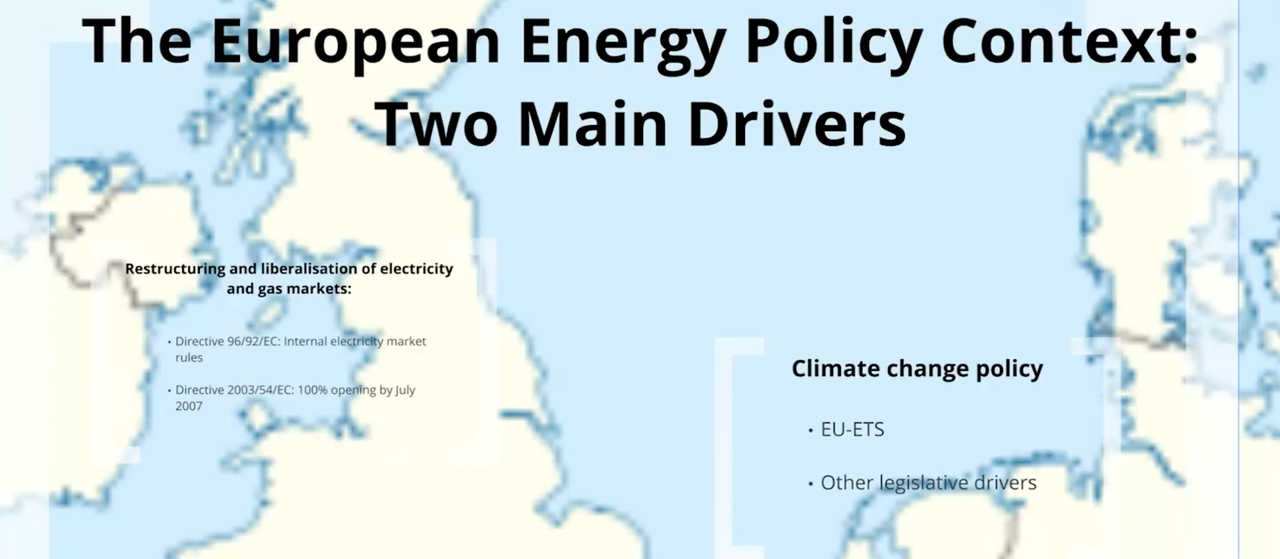 The European Energy Policy Context:
Two Main Drivers
Restructuring and liberalisation of electricity
and gas markets:
• Directive 96/92/EC: Internal electricity market
rules
• Directive 2003/54/EC: 100% opening by July
2007
Climate change policy
• EU-ETS
• Other legislative drivers